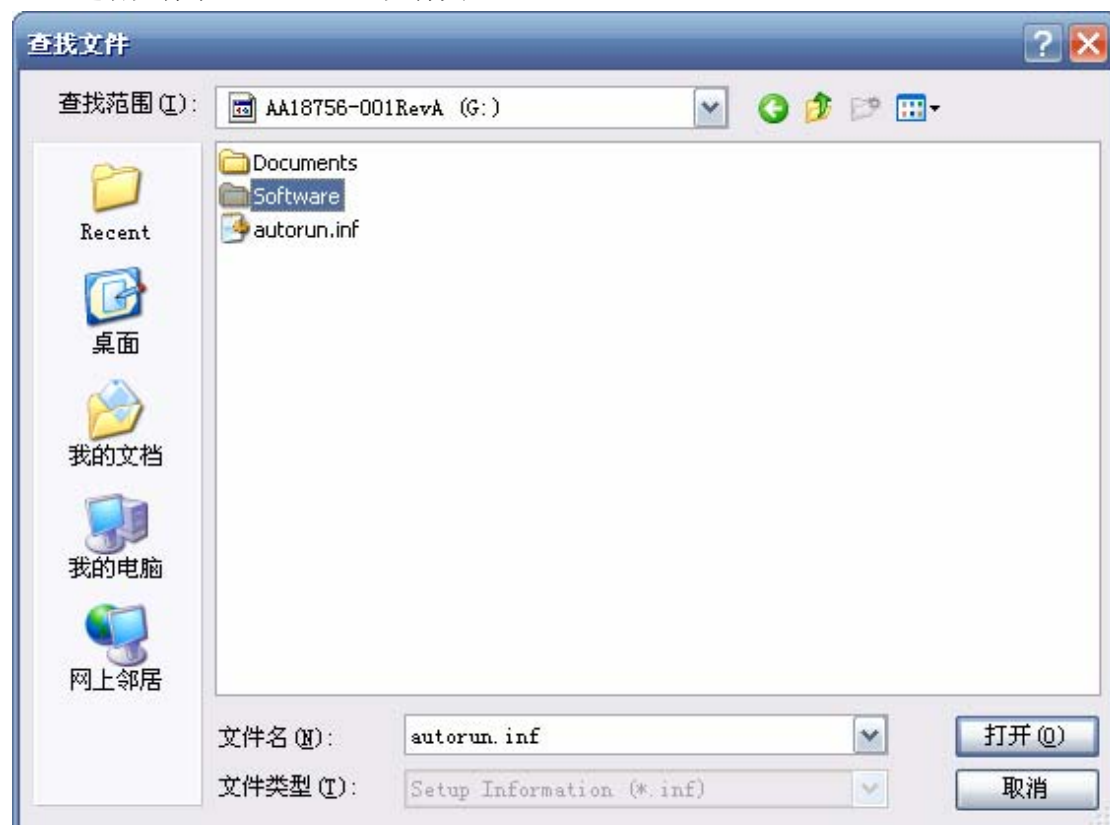 查找文件
查找范围(I):
AA18756-001RevA (G:)
Documents
Software
autorun.inf
Recent
桌面
我的文档
我的电脑
网上邻居
文件名(N):
autorun.inf
打开(O)
文件类型(T):
Setup Information (*.inf)
取消